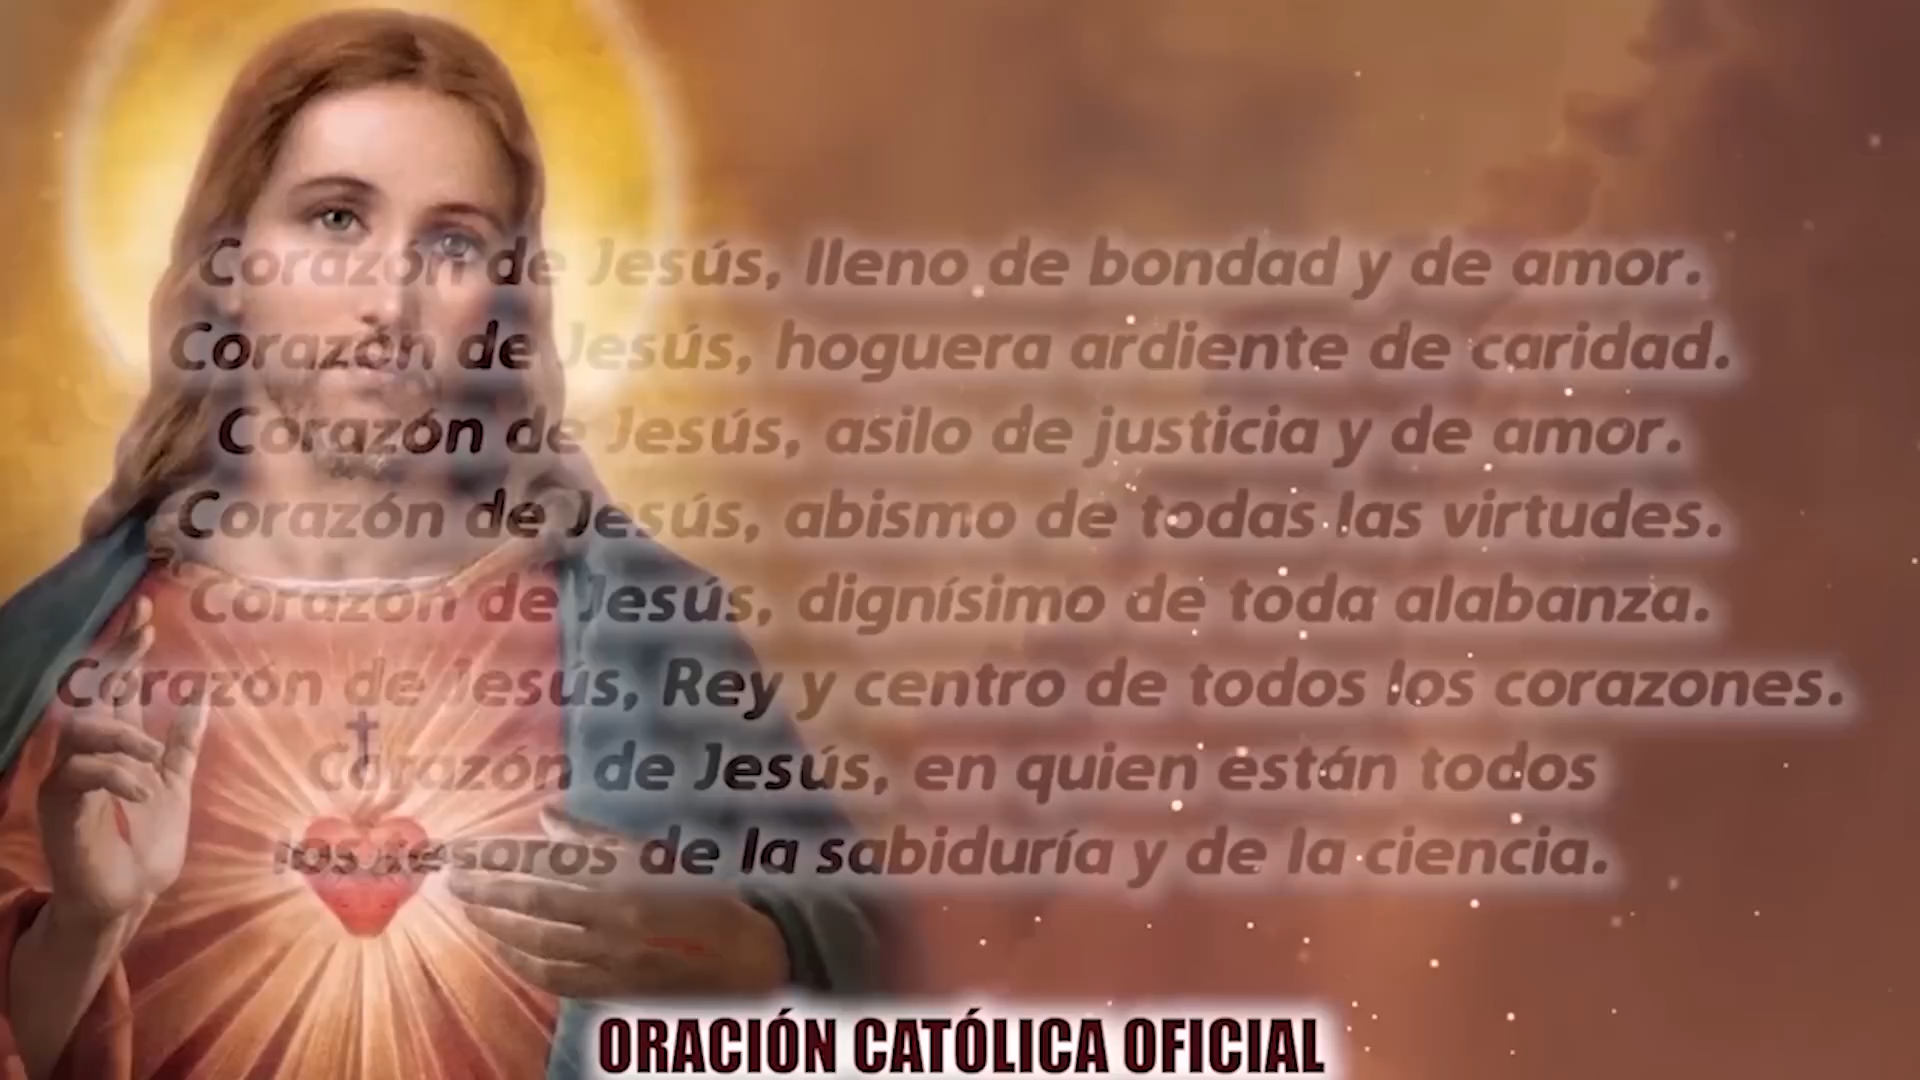 Corazón de Jesús, lleno de bondad y de amor.
Corazón de Jesús, hoguera ardiente de caridad.
Corazón de Jesús, asilo de justicia y de amor.
Corazón de Jesús, abismo de todas las virtudes.
Corazón de Jesús, dignísimo de toda alabanza.
Corazón de Jesús, Rey y centro de todos los corazones.
Corazón de Jesús, en quien están todos
los tesoros de la sabiduría y de la ciencia.
ORACIÓN CATÓLICA OFICIAL